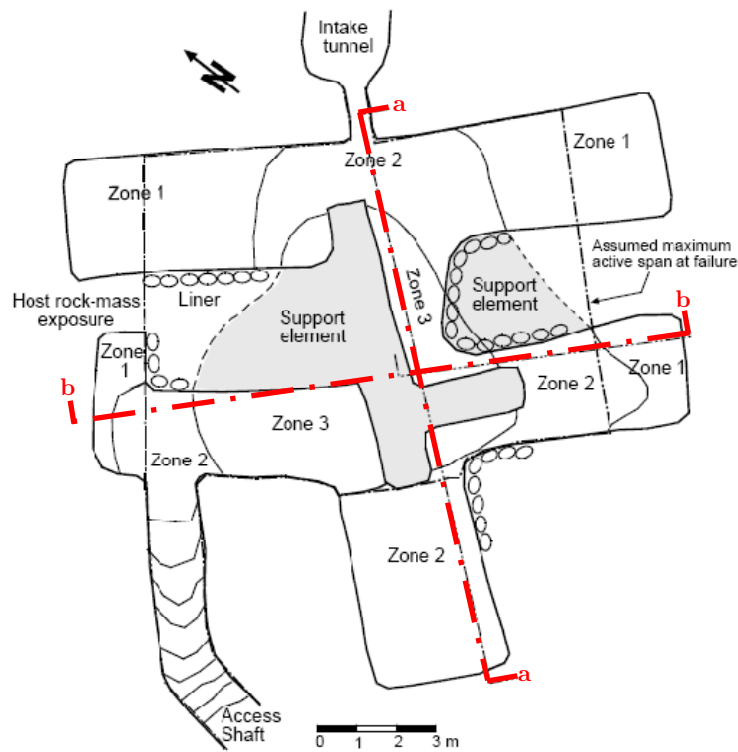 Intake
tunnel
N
a
Zone 2
Zone 1
Zone 1
Assumed maximum
active span at failure
Support
element
Zone 3
Host rock-mass
exposure
Liner
b
Support
element
Zone
1
b
Zone 2
Zone 1
Zone 3
Zone 2
Zone 2
a
Access
Shaft
0 1 2 3 m